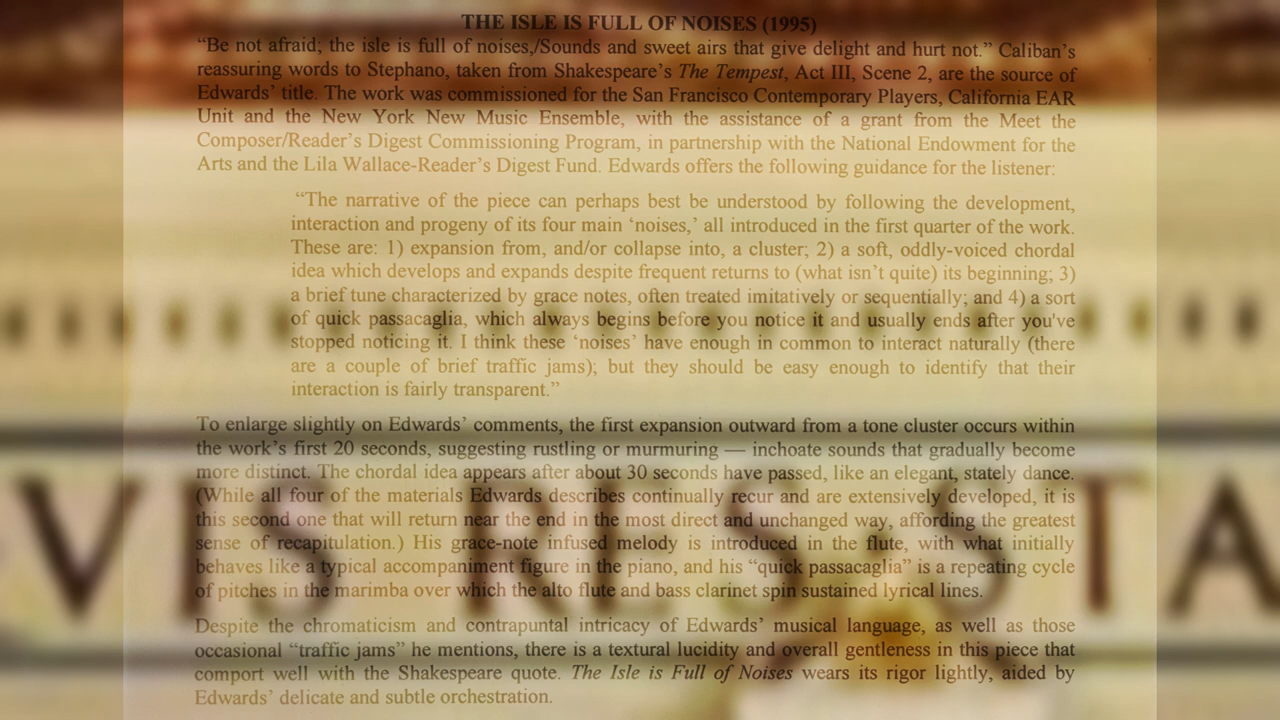 THE ISLE IS FULL OF NOISES (1995)
“Be not afraid; the isle is full of noises,/Sounds and sweet airs that give delight and hurt not.” Caliban’s
reassuring words to Stephano, taken from Shakespeare’s The Tempest, Act III, Scene 2, are the source of
Edwards’ title. The work was commissioned for the San Francisco Contemporary Players, California EAR
Unit and the New York New Music Ensemble, with the assistance of a grant from the Meet the
Composer/Reader’s Digest Commissioning Program, in partnership with the National Endowment for the
Arts and the Lila Wallace-Reader’s Digest Fund. Edwards offers the following guidance for the listener:
“The narrative of the piece can perhaps best be understood by following the development,
interaction and progeny of its four main ‘noises,’ all introduced in the first quarter of the work.
These are: 1) expansion from, and/or collapse into, a cluster; 2) a soft, oddly-voiced chordal
idea which develops and expands despite frequent returns to (what isn’t quite) its beginning; 3)
a brief tune characterized by grace notes, often treated imitatively or sequentially; and 4) a sort
of quick passacaglia, which always begins before you notice it and usually ends after you've
stopped noticing it. I think these ‘noises’ have enough in common to interact naturally (there
are a couple of brief traffic jams); but they should be easy enough to identify that their
interaction is fairly transparent.”
To enlarge slightly on Edwards’ comments, the first expansion outward from a tone cluster occurs within
the work’s first 20 seconds, suggesting rustling or murmuring — inchoate sounds that gradually become
more distinct. The chordal idea appears after about 30 seconds have passed, like an elegant, stately dance.
(While all four of the materials Edwards describes continually recur and are extensively developed, it is
this second one that will return near the end in the most direct and unchanged way, affording the greatest
sense of recapitulation.) His grace-note infused melody is introduced in the flute, with what initially
behaves like a typical accompaniment figure in the piano, and his “quick passacaglia” is a repeating cycle
of pitches in the marimba over which the alto flute and bass clarinet spin sustained lyrical lines.
Despite the chromaticism and contrapuntal intricacy of Edwards’ musical language, as well as those
occasional “traffic jams” he mentions, there is a textural lucidity and overall gentleness in this piece that
comport well with the Shakespeare quote. The Isle is Full of Noises wears its rigor lightly, aided by
Edwards’ delicate and subtle orchestration.